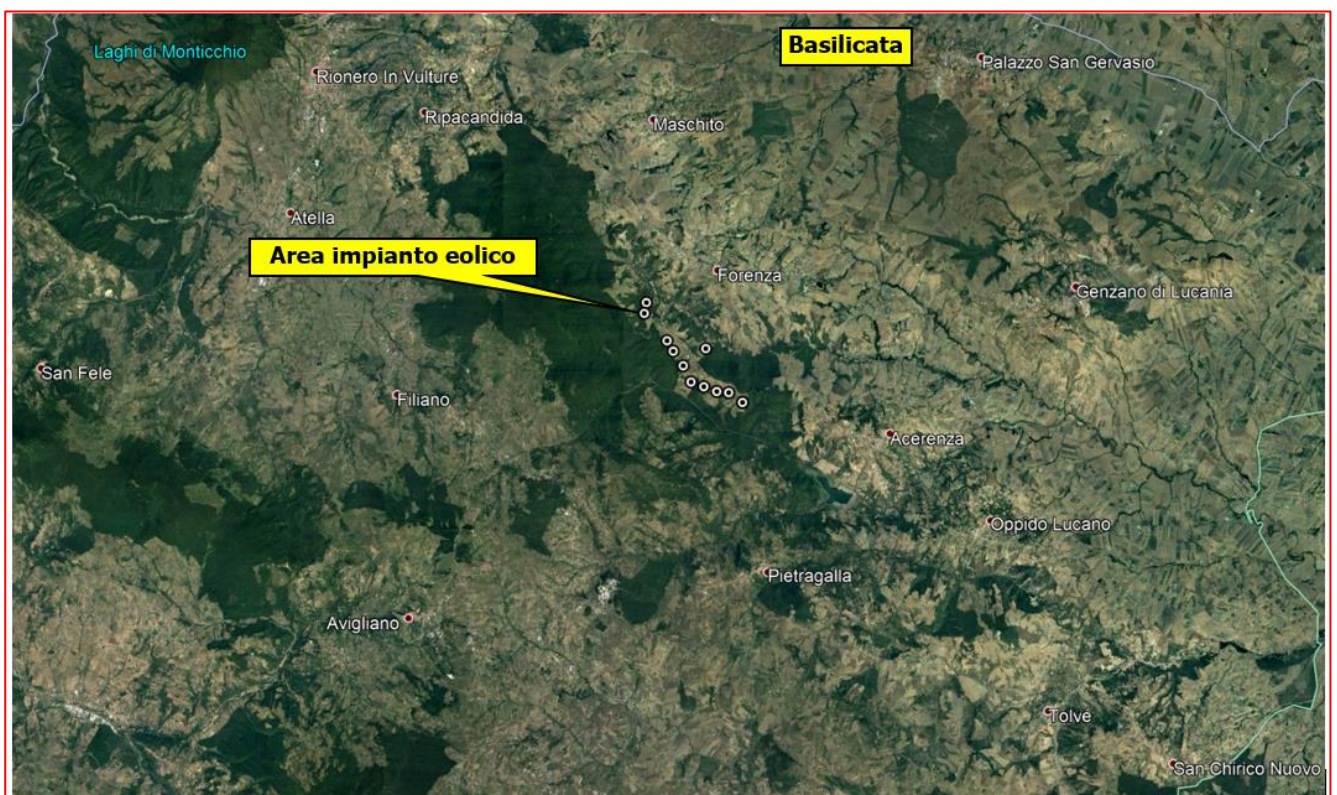 Laghi di Monticchio
Basilicata
Palazzo San Gervasio
Rionero In Vulture
Ripacandida
Maschito
Atella
Area impianto eolico
Forenza
Genzano di Lucania
San Fele
Filiano
Acerenza
Oppido Lucano
Pietragalla
Avigliano
Tolve
San Chirico Nuovo